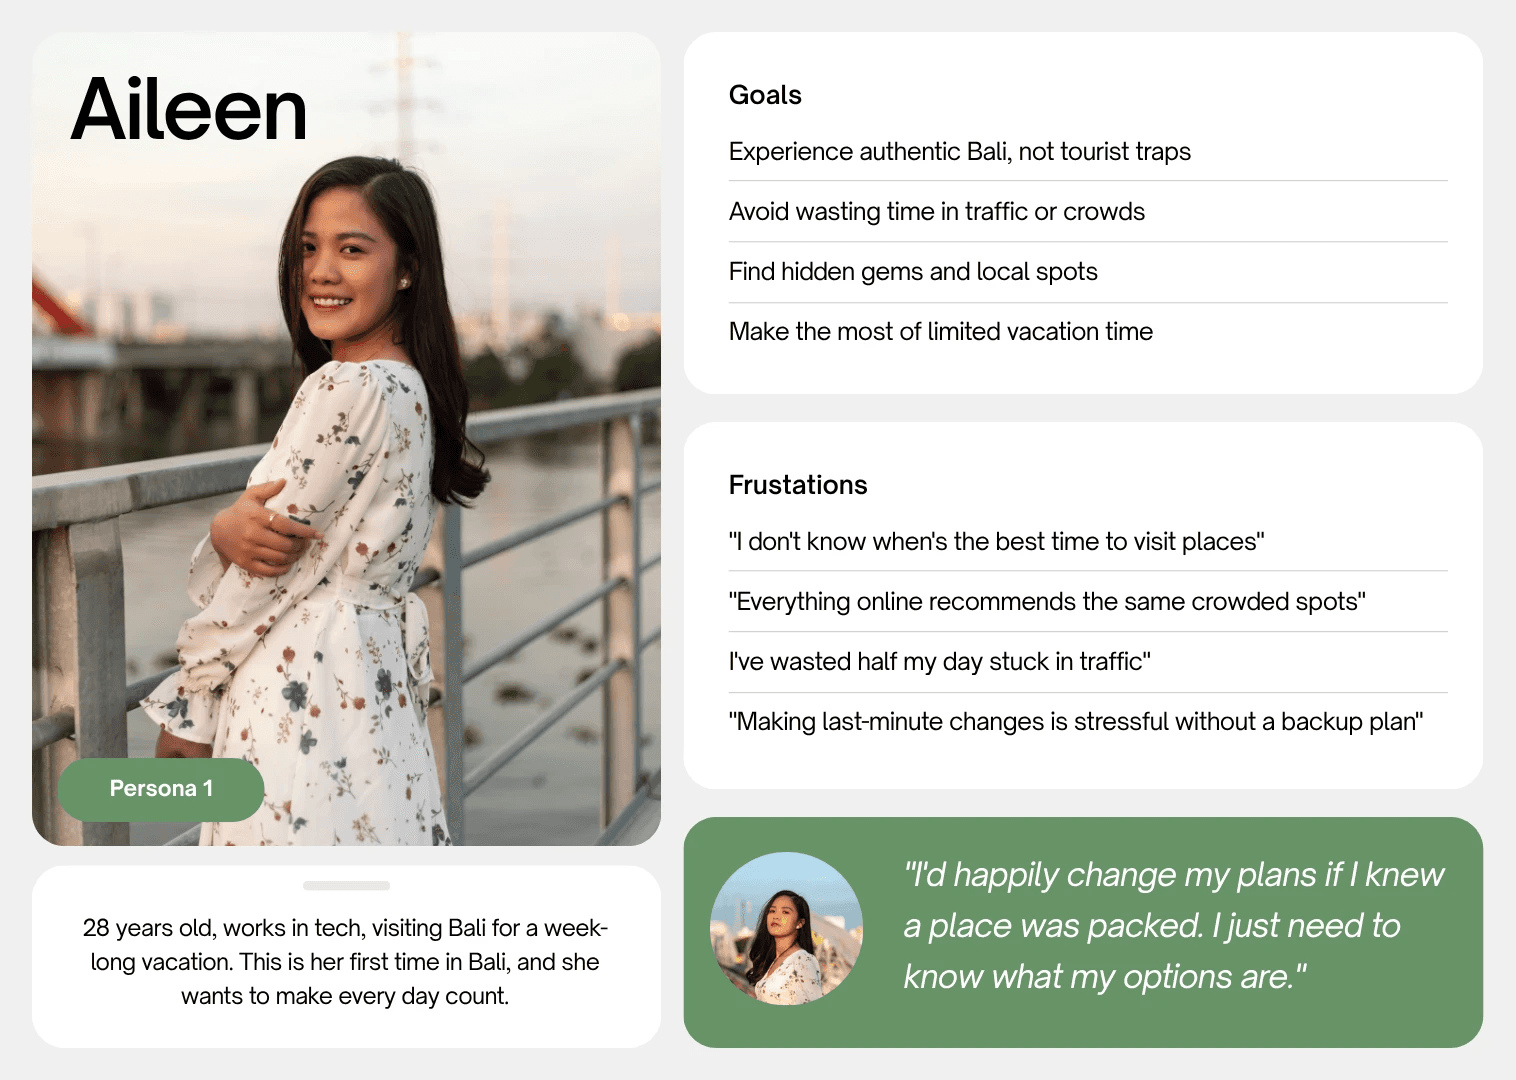 Aileen
Persona 1
28 years old, works in tech, visiting Bali for a week-
long vacation. This is her first time in Bali, and she
wants to make every day count.
Goals
Experience authentic Bali, not tourist traps
Avoid wasting time in traffic or crowds
Find hidden gems and local spots
Make the most of limited vacation time
Frustations
"I don't know when's the best time to visit places"
"Everything online recommends the same crowded spots"
I've wasted half my day stuck in traffic"
"Making last-minute changes is stressful without a backup plan"
"I'd happily change my plans if I knew
a place was packed. I just need to
know what my options are."